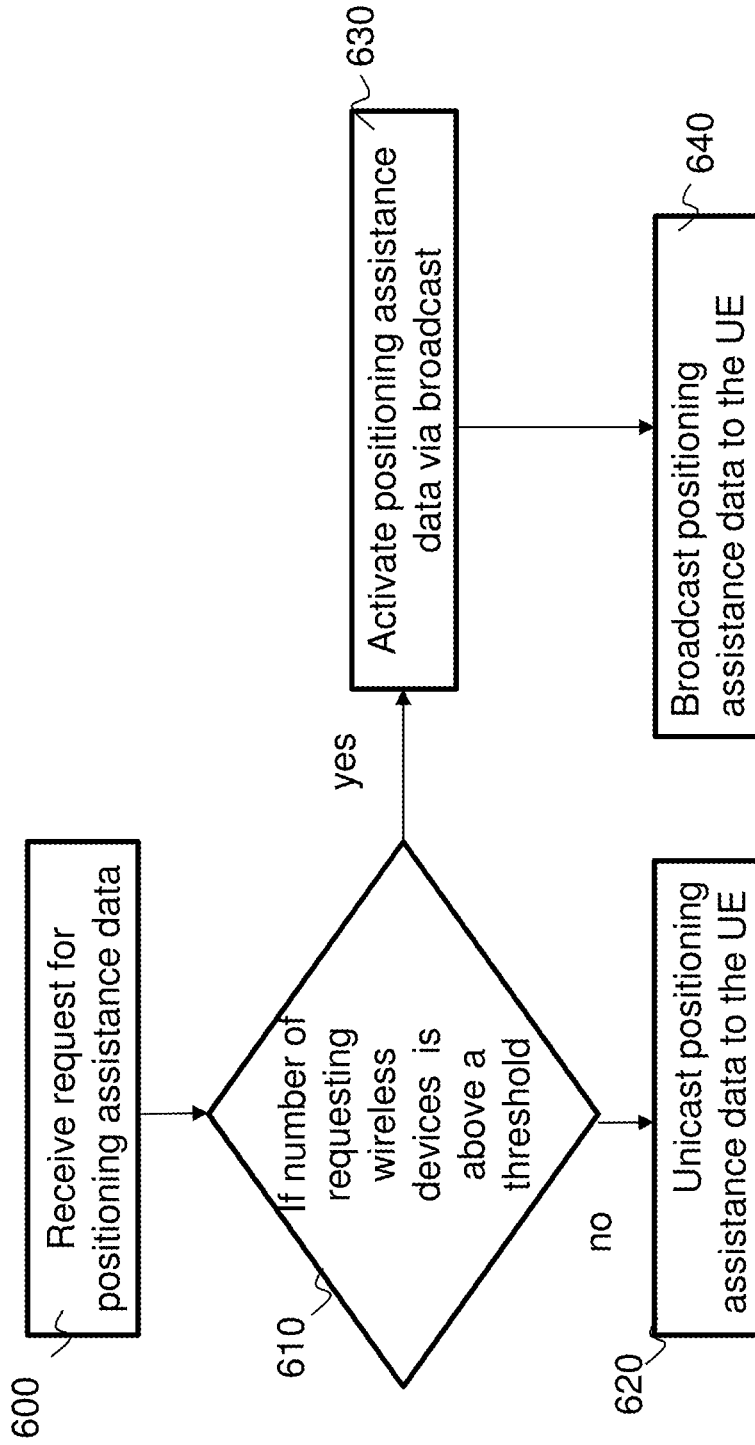 600
Receive request for
positioning assistance data
610
If number of
requesting
wireless
devices is
above a
threshold
yes
630
Activate positioning assistance
data via broadcast
no
620
Unicast positioning
assistance data to the UE
640
Broadcast positioning
assistance data to the UE